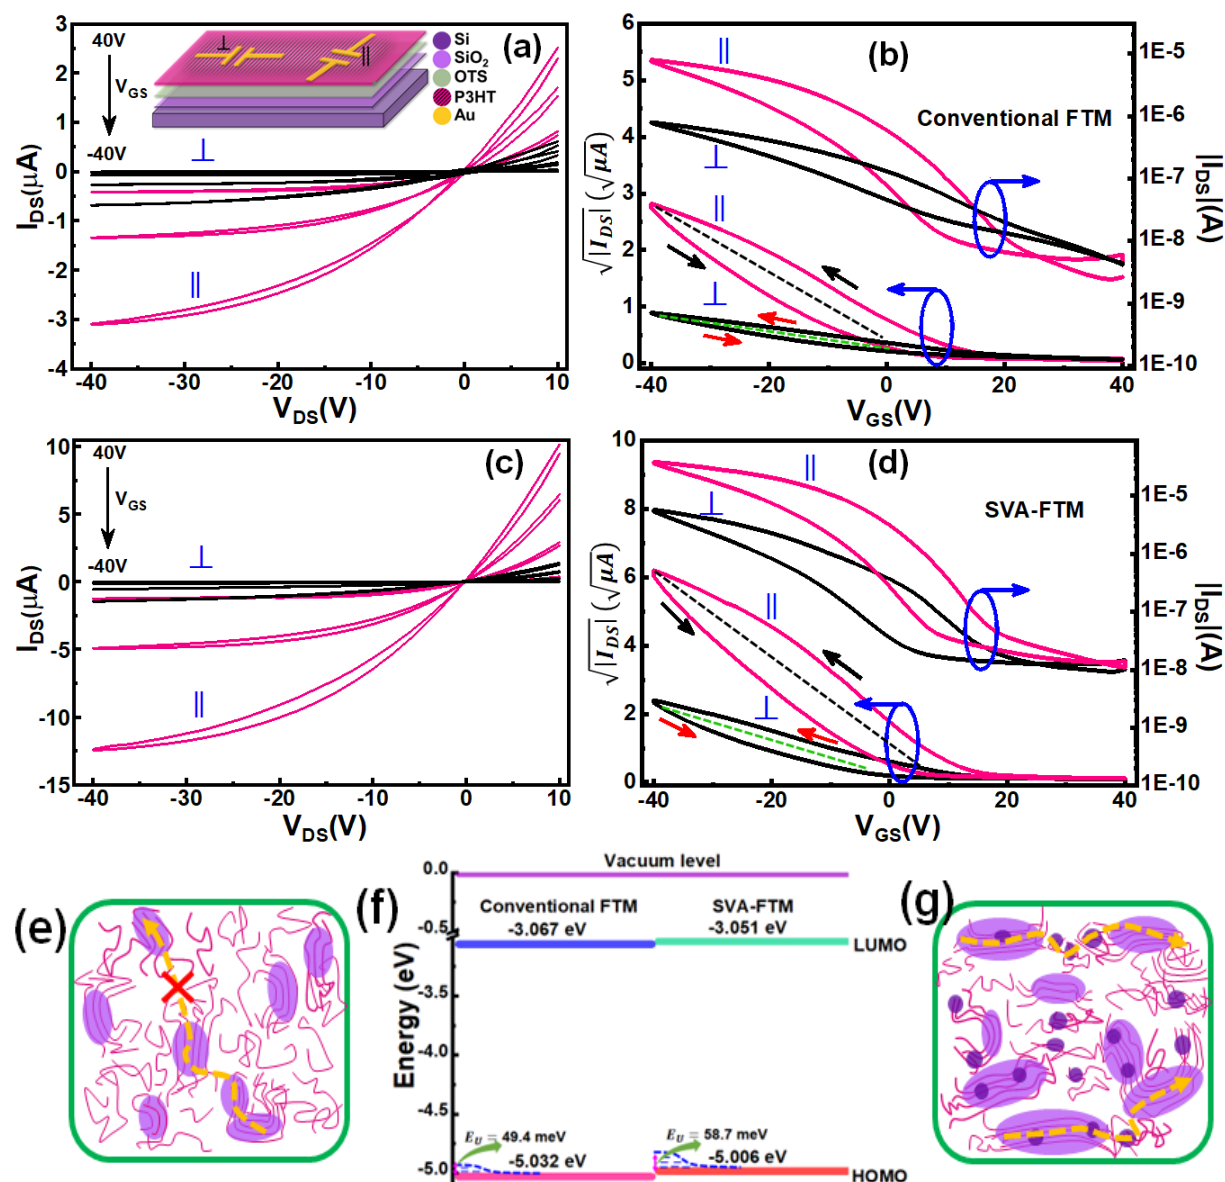 (a)
3
2
1
0
-1
-2
-3
-4
I_DS(μA)
40V
V_GS
-40V
⊥
||
Si
SiO₂
OTS
P3HT
Au
⊥
||
-40 -30 -20 -10 0 10
V_DS(V)
(b)
6
5
4
3
2
1
0
√|I_DS| (√μA)
||
Conventional FTM
⊥
||
⊥
1E-5
1E-6
1E-7
1E-8
1E-9
1E-10
|I_DS|(A)
-40 -20 0 20 40
V_GS(V)
(c)
10
5
0
-5
-10
-15
I_DS(μA)
40V
V_GS
-40V
⊥
||
-40 -30 -20 -10 0 10
V_DS(V)
(d)
10
8
6
4
2
0
√|I_DS| (√μA)
||
⊥
SVA-FTM
||
⊥
1E-5
1E-6
1E-7
1E-8
1E-9
1E-10
|I_DS|(A)
-40 -20 0 20 40
V_GS(V)
(e)
(f)
Vacuum level
0.0
-0.5
-3.5
-4.0
-4.5
-5.0
Energy (eV)
Conventional FTM
-3.067 eV
SVA-FTM
-3.051 eV
LUMO
E_U = 49.4 meV
-5.032 eV
E_U = 58.7 meV
-5.006 eV
HOMO
(g)